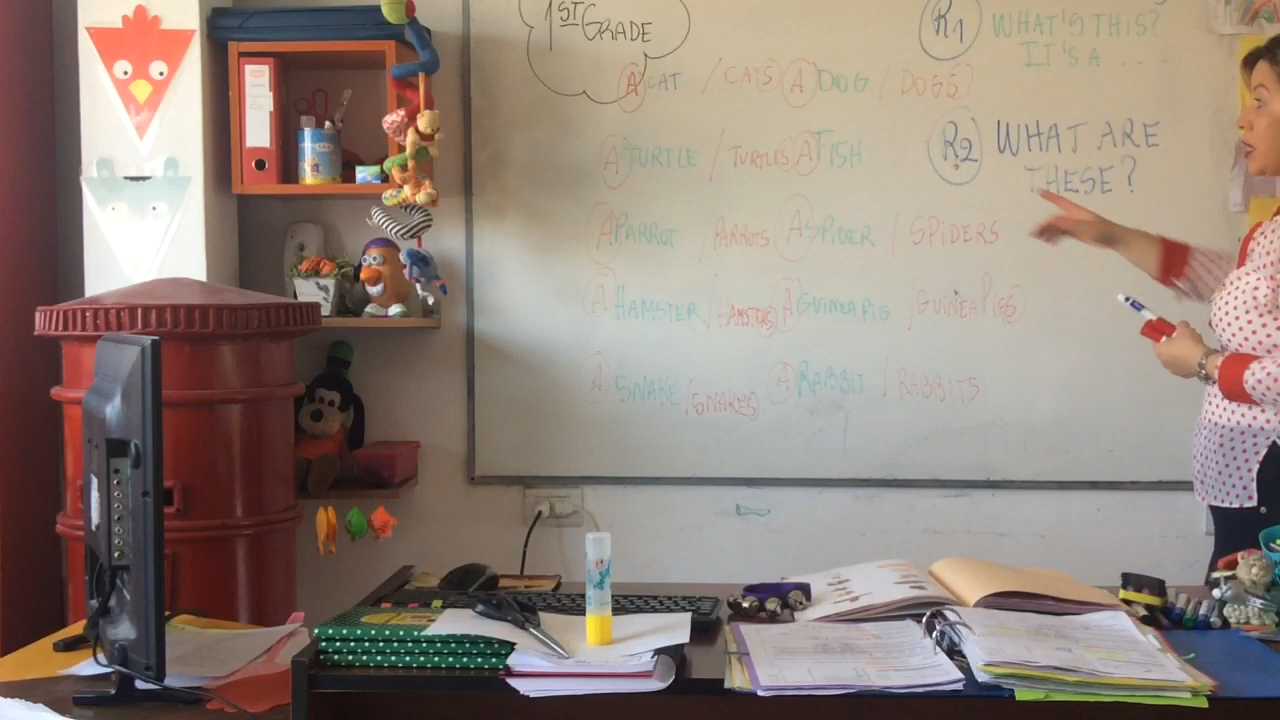 1ST GRADE
A CAT / CATS A DOG / DOGS
A TURTLE / TURTLES A FISH
A PARROT / PARROTS A SPIDER / SPIDERS
A HAMSTER / HAMSTERS A GUINEA PIG / GUINEA PIGS
A SNAKE / SNAKES A RABBIT / RABBITS
R1 WHAT'S THIS?
IT'S A ....
R2 WHAT ARE
THESE?